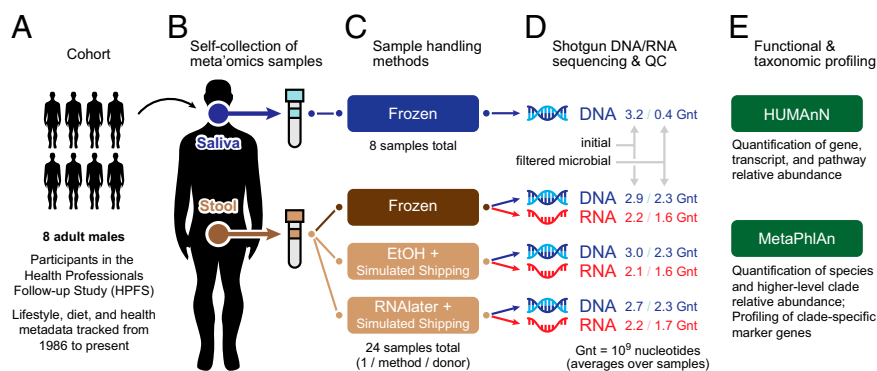 A
Cohort
8 adult males
Participants in the
Health Professionals
Follow-up Study (HPFS)
Lifestyle, diet, and health
metadata tracked from
1986 to present
B
Self-collection of
meta'omics samples
Saliva
Stool
C
Sample handling
methods
Frozen
8 samples total
Frozen
EtOH +
Simulated Shipping
RNAlater +
Simulated Shipping
24 samples total
(1 / method / donor)
D
Shotgun DNA/RNA
sequencing & QC
DNA 3.2 / 0.4 Gnt
initial
filtered microbial
DNA 2.9 / 2.3 Gnt
RNA 2.2 / 1.6 Gnt
DNA 3.0 / 2.3 Gnt
RNA 2.1 / 1.6 Gnt
DNA 2.7 / 2.3 Gnt
RNA 2.2 / 1.7 Gnt
Gnt = 10⁹ nucleotides
(averages over samples)
E
Functional &
taxonomic profiling
HUMAnN
Quantification of gene,
transcript, and pathway
relative abundance
MetaPhlAn
Quantification of species
and higher-level clade
relative abundance;
Profiling of clade-specific
marker genes